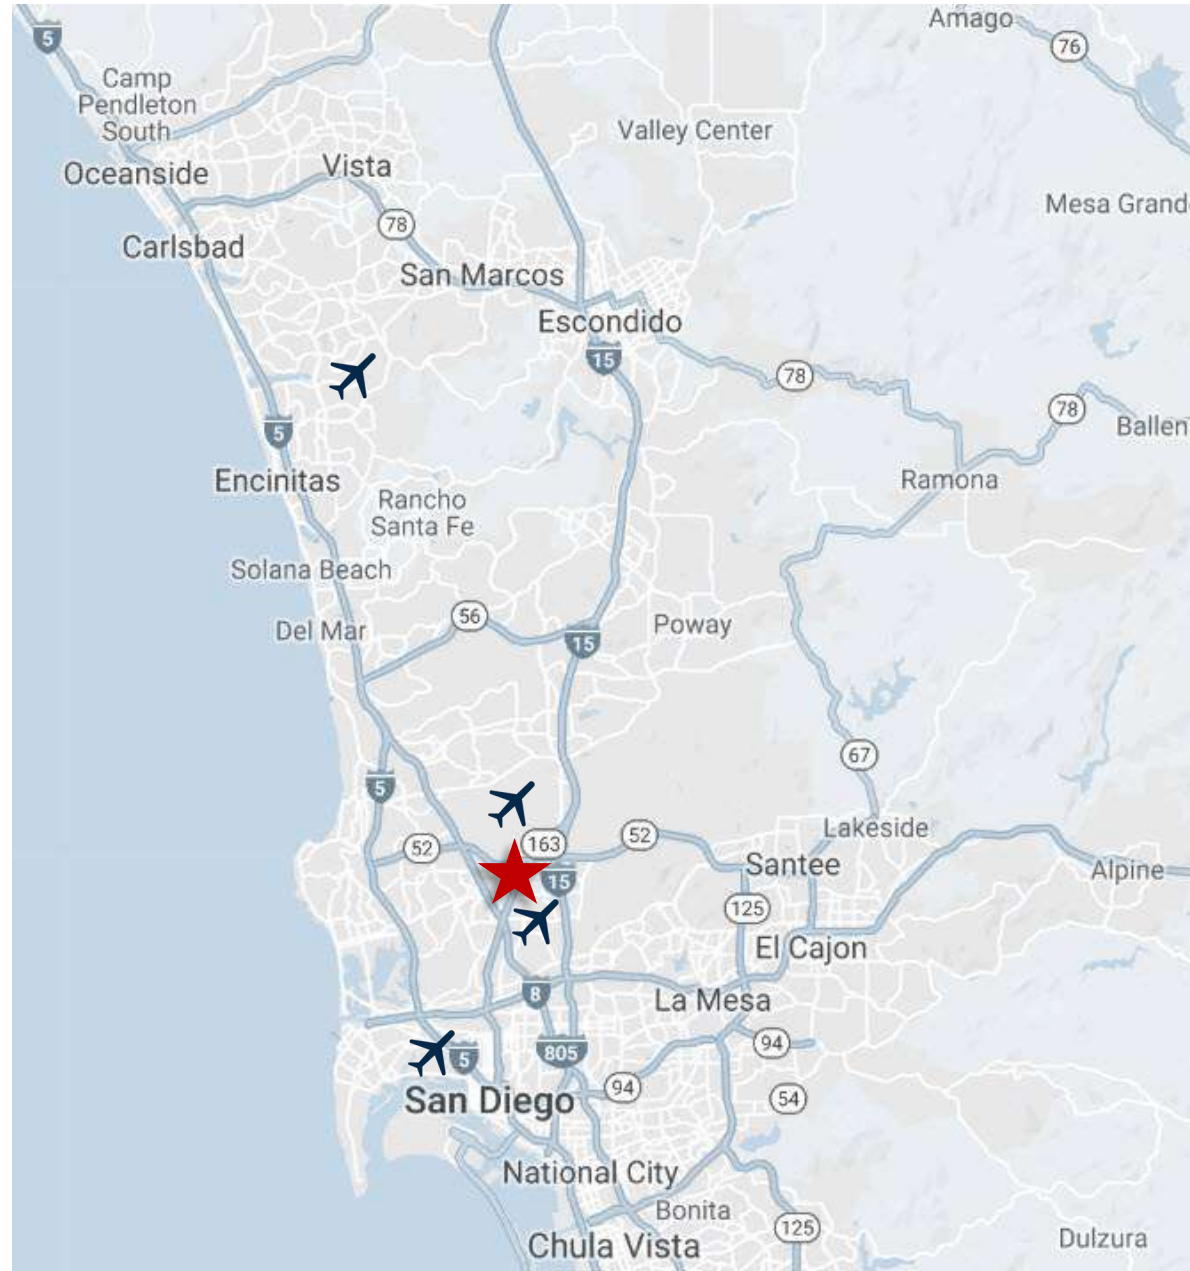 Amago
5
76
Camp
Pendleton
South
Valley Center
Oceanside
Vista
Mesa Grand
78
Carlsbad
San Marcos
Escondido
15
78
78
Ballen
5
Encinitas
Ramona
Rancho
Santa Fe
Solana Beach
56
Del Mar
15
Poway
67
5
Lakeside
52
163
52
Santee
Alpine
15
125
El Cajon
8
La Mesa
94
5
805
94
54
San Diego
National City
Bonita
125
Chula Vista
Dulzura